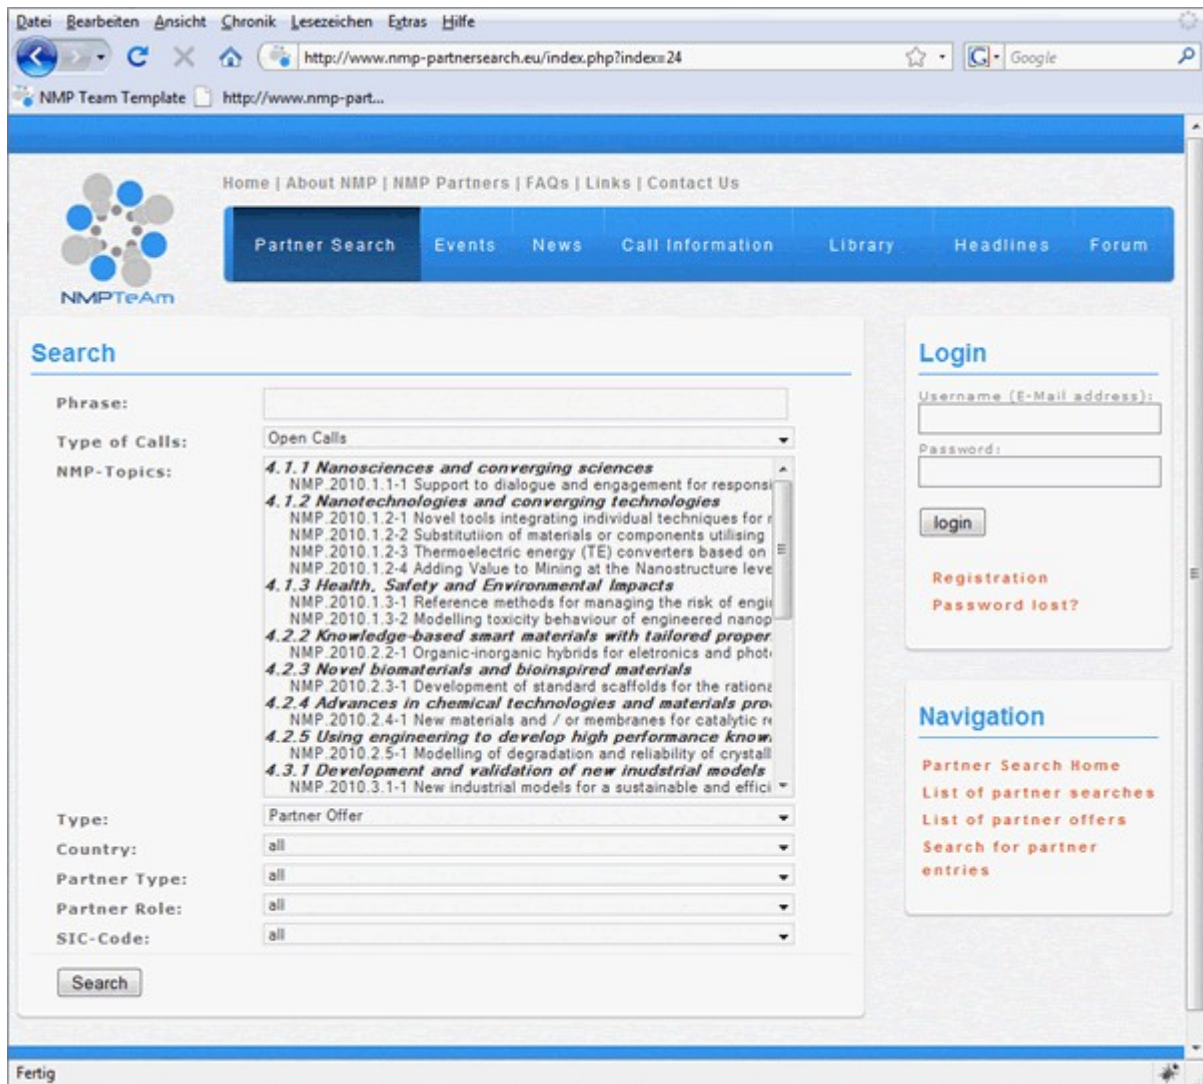 Datei Bearbeiten Ansicht Chronik Lesezeichen Extras Hilfe
http://www.nmp-partnersearch.eu/index.php?index=24
G Google
NMP Team Template http://www.nmp-part...
Home | About NMP | NMP Partners | FAQs | Links | Contact Us
Partner Search Events News Call Information Library Headlines Forum
NMPTeAm
Search
Phrase:
Type of Calls: Open Calls
NMP-Topics:
4.1.1 Nanosciences and converging sciences
NMP.2010.1.1-1 Support to dialogue and engagement for responsi
4.1.2 Nanotechnologies and converging technologies
NMP.2010.1.2-1 Novel tools integrating individual techniques for r
NMP.2010.1.2-2 Substitutiion of materials or components utilising
NMP.2010.1.2-3 Thermoelectric energy (TE) converters based on
NMP.2010.1.2-4 Adding Value to Mining at the Nanostructure leve
4.1.3 Health, Safety and Environmental Impacts
NMP.2010.1.3-1 Reference methods for managing the risk of engi
NMP.2010.1.3-2 Modelling toxicity behaviour of engineered nanop
4.2.2 Knowledge-based smart materials with tailored proper
NMP.2010.2.2-1 Organic-inorganic hybrids for eletronics and phot
4.2.3 Novel biomaterials and bioinspired materials
NMP.2010.2.3-1 Development of standard scaffolds for the rationa
4.2.4 Advances in chemical technologies and materials pro
NMP.2010.2.4-1 New materials and / or membranes for catalytic re
4.2.5 Using engineering to develop high performance know
NMP.2010.2.5-1 Modelling of degradation and reliability of crystall
4.3.1 Development and validation of new inudstrial models
NMP.2010.3.1-1 New industrial models for a sustainable and effici
Type: Partner Offer
Country: all
Partner Type: all
Partner Role: all
SIC-Code: all
Search
Login
Username (E-Mail address):
Password:
login
Registration
Password lost?
Navigation
Partner Search Home
List of partner searches
List of partner offers
Search for partner
entries
Fertig